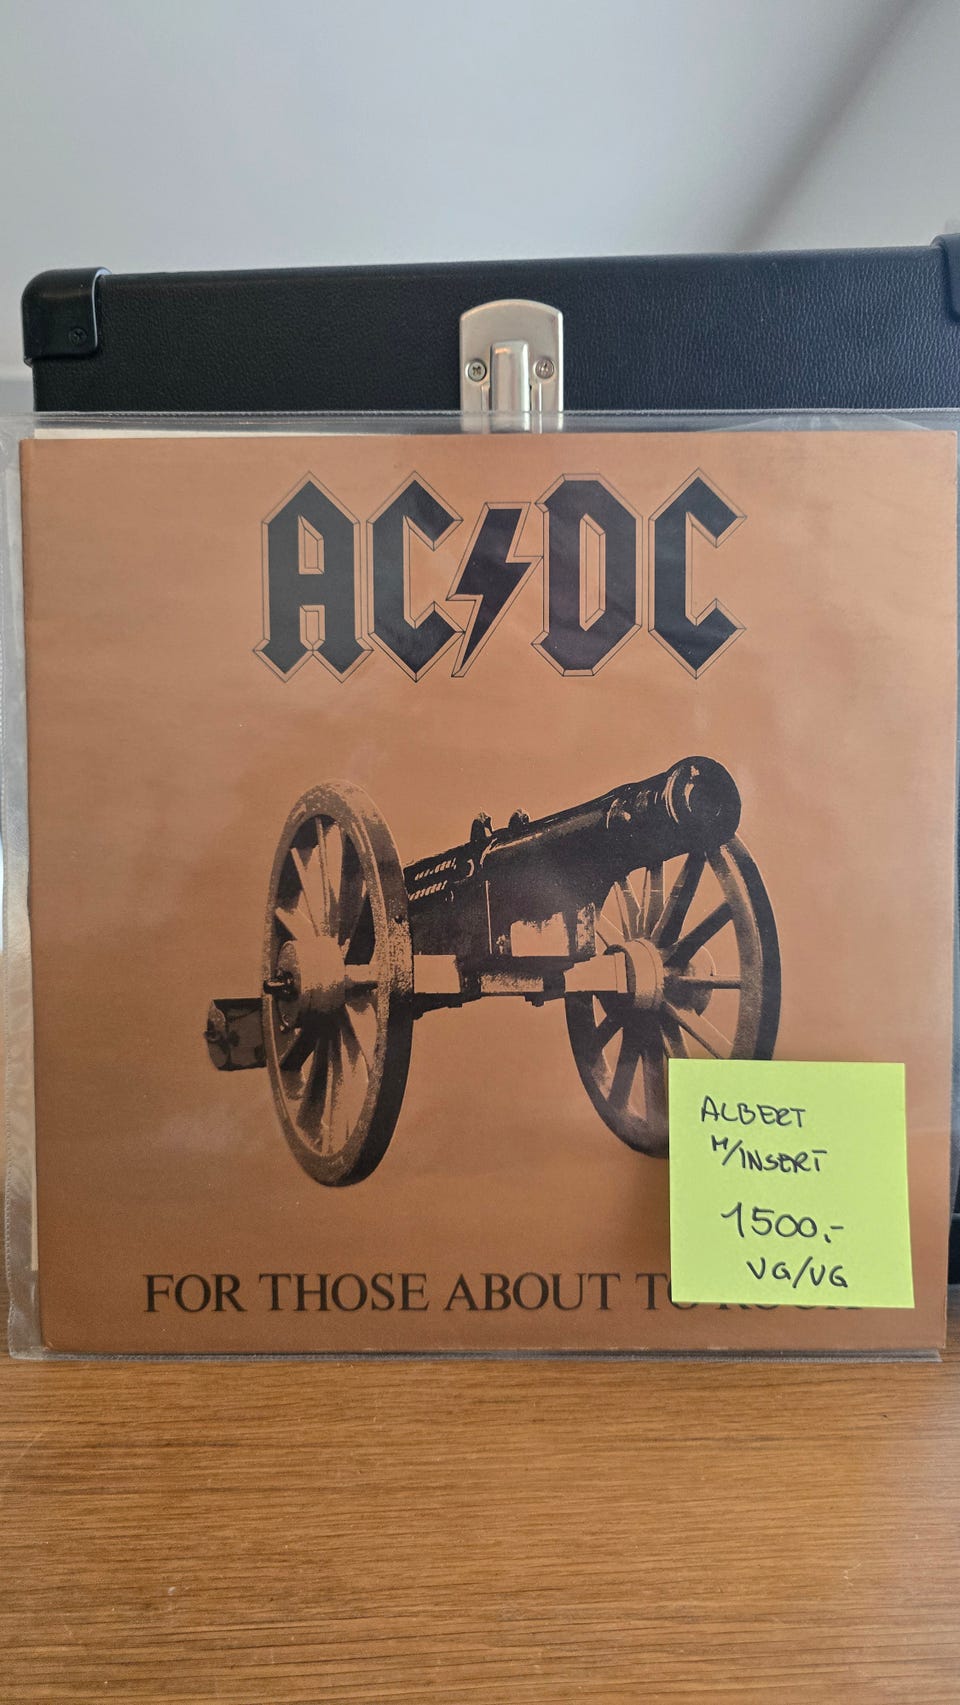 AC/DC
FOR THOSE ABOUT TO
ALBERT
M/INSERT
1500,-
VG/VG